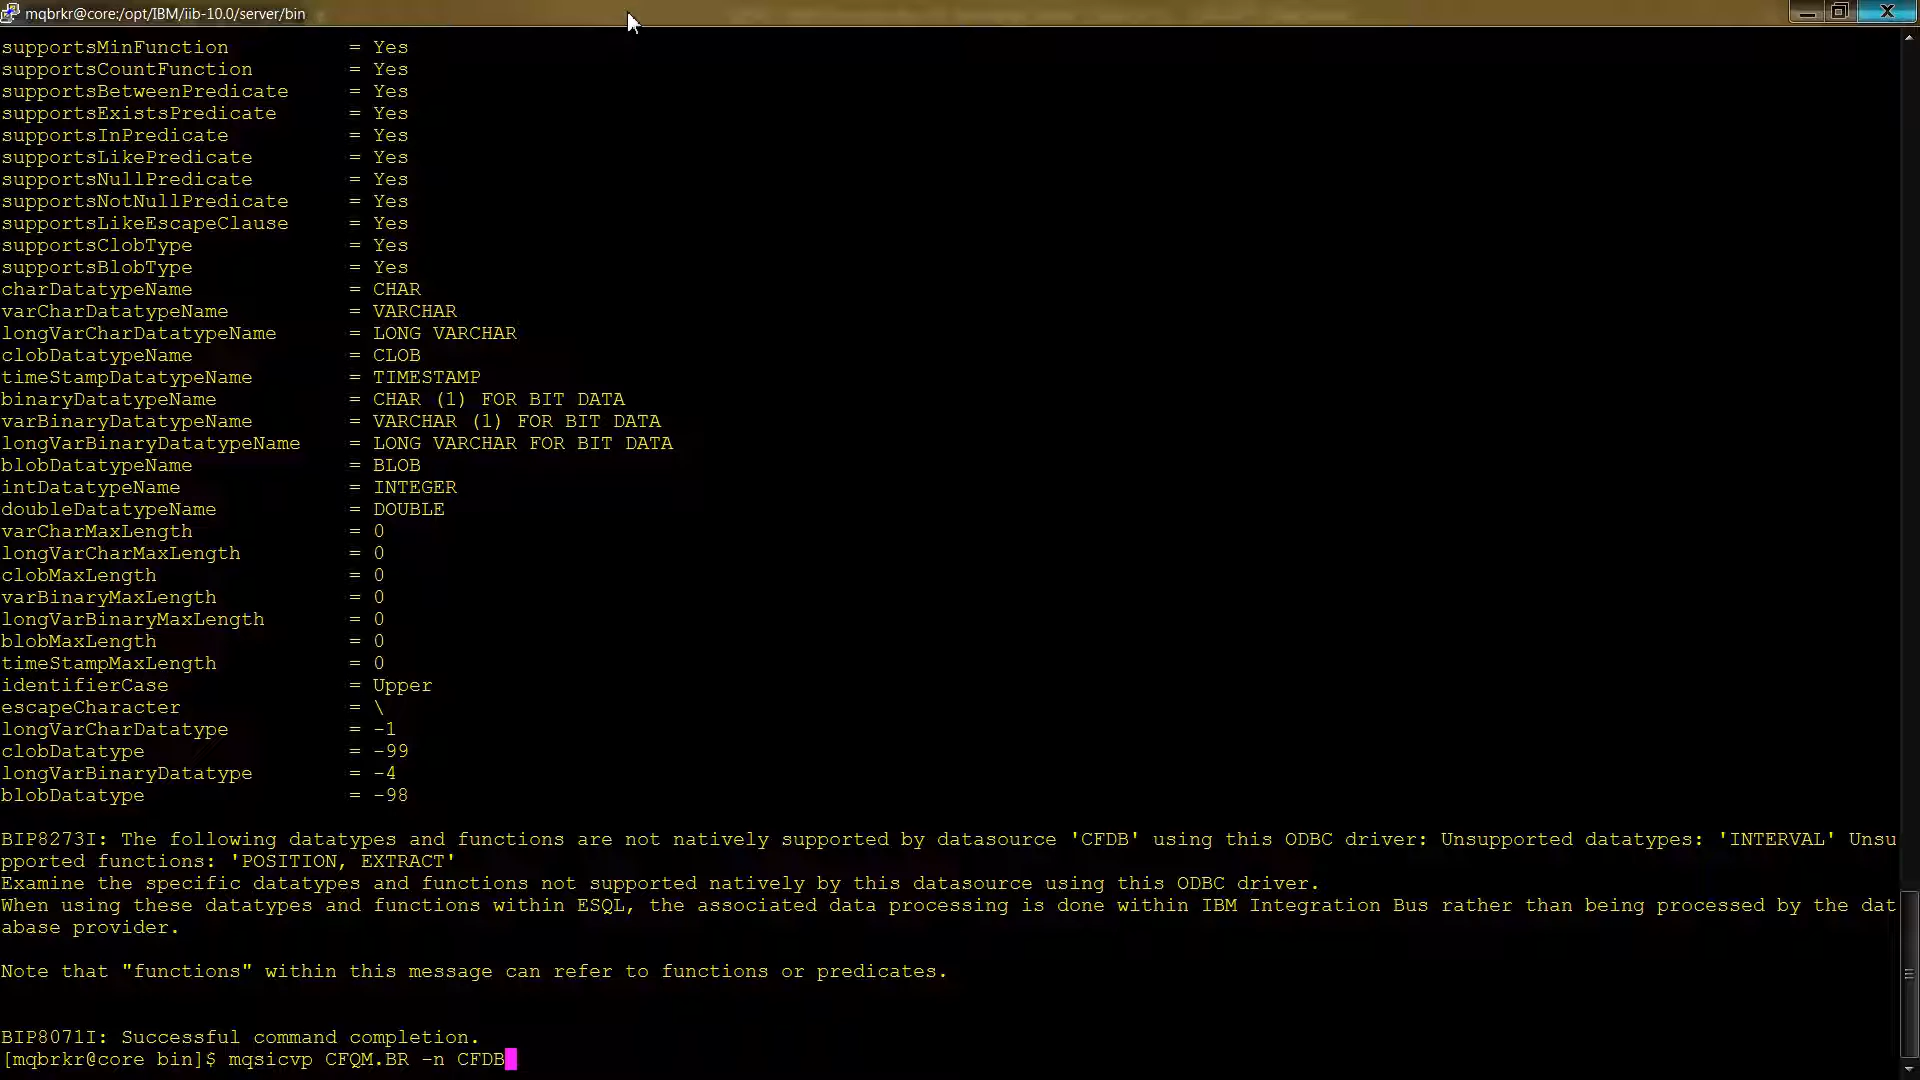 mqbrkr@core:/opt/IBM/iib-10.0/server/bin
supportsMinFunction = Yes
supportsCountFunction = Yes
supportsBetweenPredicate = Yes
supportsExistsPredicate = Yes
supportsInPredicate = Yes
supportsLikePredicate = Yes
supportsNullPredicate = Yes
supportsNotNullPredicate = Yes
supportsLikeEscapeClause = Yes
supportsClobType = Yes
supportsBlobType = Yes
charDatatypeName = CHAR
varCharDatatypeName = VARCHAR
longVarCharDatatypeName = LONG VARCHAR
clobDatatypeName = CLOB
timeStampDatatypeName = TIMESTAMP
binaryDatatypeName = CHAR (1) FOR BIT DATA
varBinaryDatatypeName = VARCHAR (1) FOR BIT DATA
longVarBinaryDatatypeName = LONG VARCHAR FOR BIT DATA
blobDatatypeName = BLOB
intDatatypeName = INTEGER
doubleDatatypeName = DOUBLE
varCharMaxLength = 0
longVarCharMaxLength = 0
clobMaxLength = 0
varBinaryMaxLength = 0
longVarBinaryMaxLength = 0
blobMaxLength = 0
timeStampMaxLength = 0
identifierCase = Upper
escapeCharacter = \
longVarCharDatatype = -1
clobDatatype = -99
longVarBinaryDatatype = -4
blobDatatype = -98
BIP8273I: The following datatypes and functions are not natively supported by datasource 'CFDB' using this ODBC driver: Unsupported datatypes: 'INTERVAL' Unsu
pported functions: 'POSITION, EXTRACT'
Examine the specific datatypes and functions not supported natively by this datasource using this ODBC driver.
When using these datatypes and functions within ESQL, the associated data processing is done within IBM Integration Bus rather than being processed by the dat
abase provider.
Note that "functions" within this message can refer to functions or predicates.
BIP8071I: Successful command completion.
[mqbrkr@core bin]$ mqsicvp CFQM.BR -n CFDB